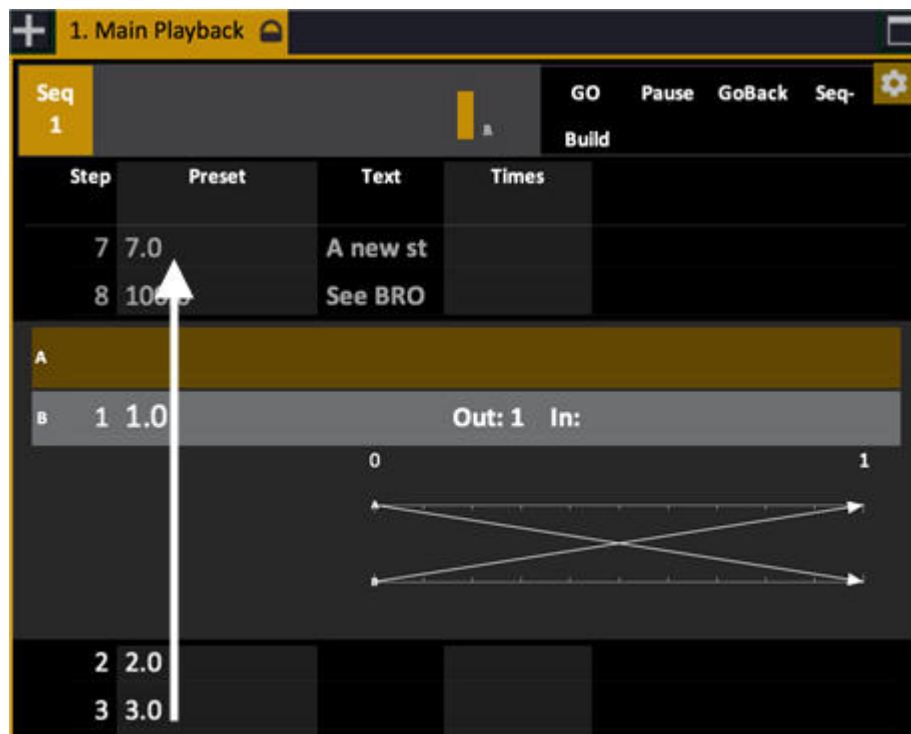 1. Main Playback
Seq GO Pause GoBack Seq-
1 B Build
Step Preset Text Times
7 7.0 A new st
8 See BRO
A
B 1 1.0 Out: 1 In:
0 1
A
B
2 2.0
3 3.0